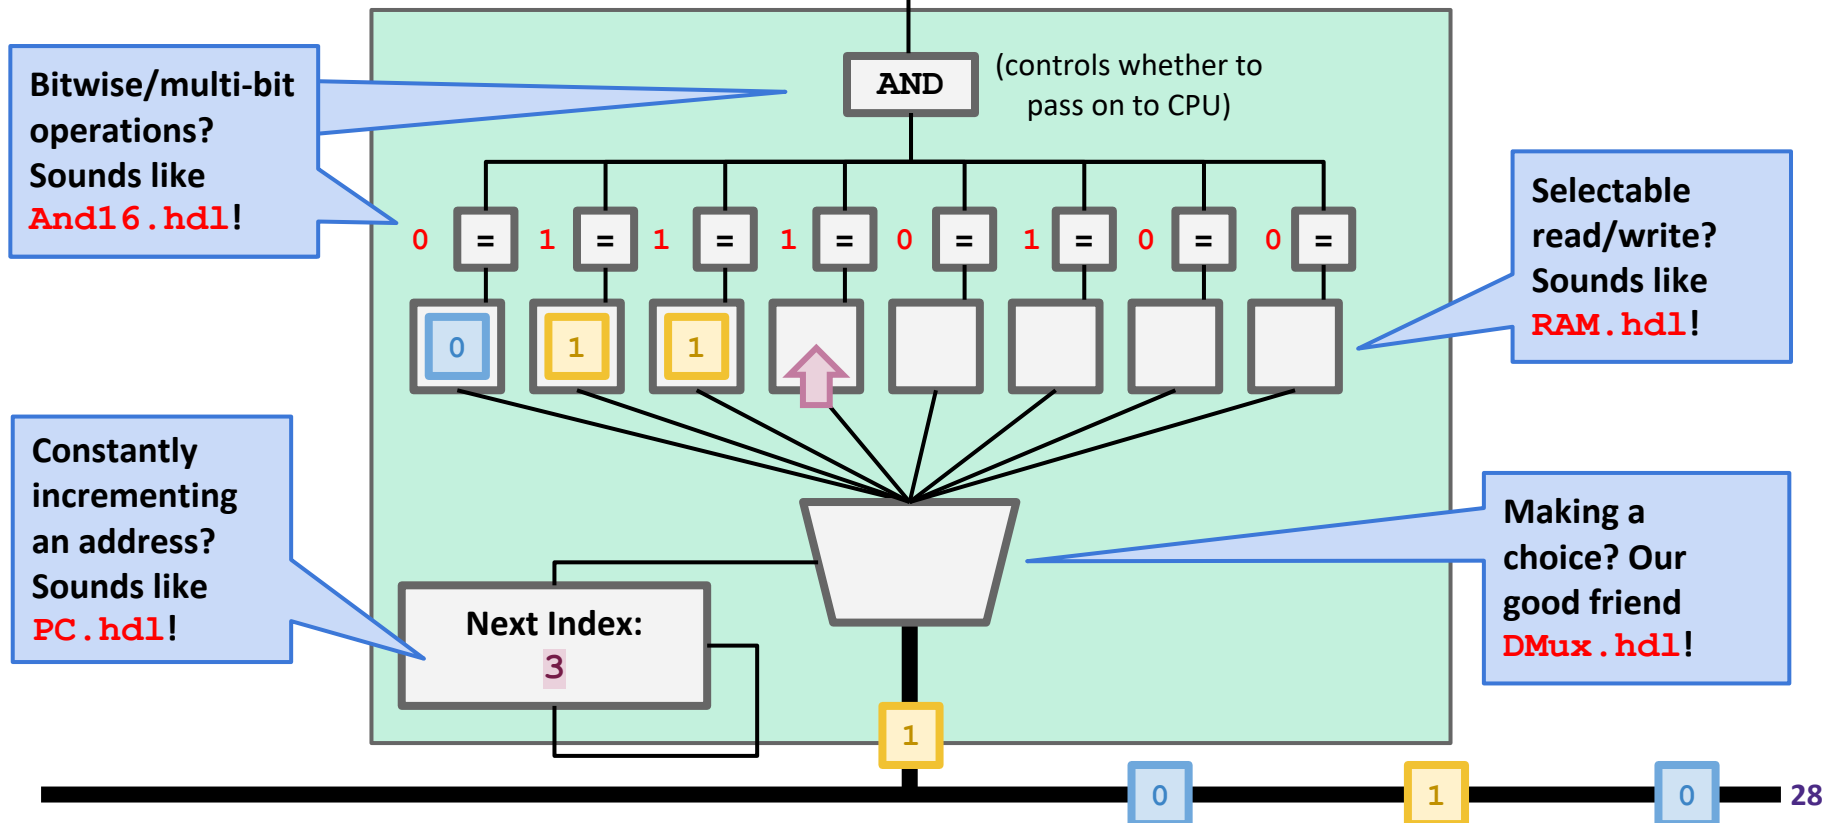 AND
(controls whether to
pass on to CPU)
Bitwise/multi-bit
operations?
Sounds like
And16.hdl!
0 = 1 = 1 = 1 = 0 = 1 = 0 = 0 =
0 1 1
Selectable
read/write?
Sounds like
RAM.hdl!
Constantly
incrementing
an address?
Sounds like
PC.hdl!
Next Index:
3
Making a
choice? Our
good friend
DMux.hdl!
1
0 1 0
28